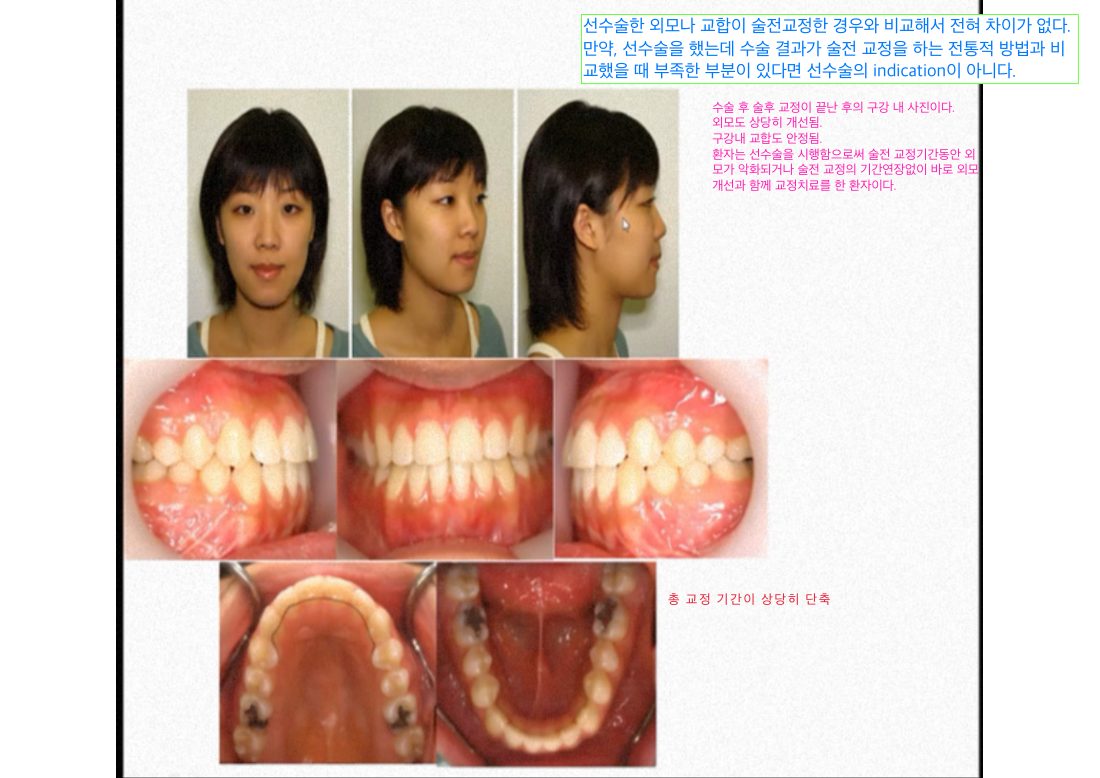 선수술한 외모나 교합이 술전교정한 경우와 비교해서 전혀 차이가 없다.
만약, 선수술을 했는데 수술 결과가 술전 교정을 하는 전통적 방법과 비
교했을 때 부족한 부분이 있다면 선수술의 indication이 아니다.
수술 후 술후 교정이 끝난 후의 구강 내 사진이다.
외모도 상당히 개선됨.
구강내 교합도 안정됨.
환자는 선수술을 시행함으로써 술전 교정기간동안 외
모가 악화되거나 술전 교정의 기간연장없이 바로 외모
개선과 함께 교정치료를 한 환자이다.
총 교정 기간이 상당히 단축